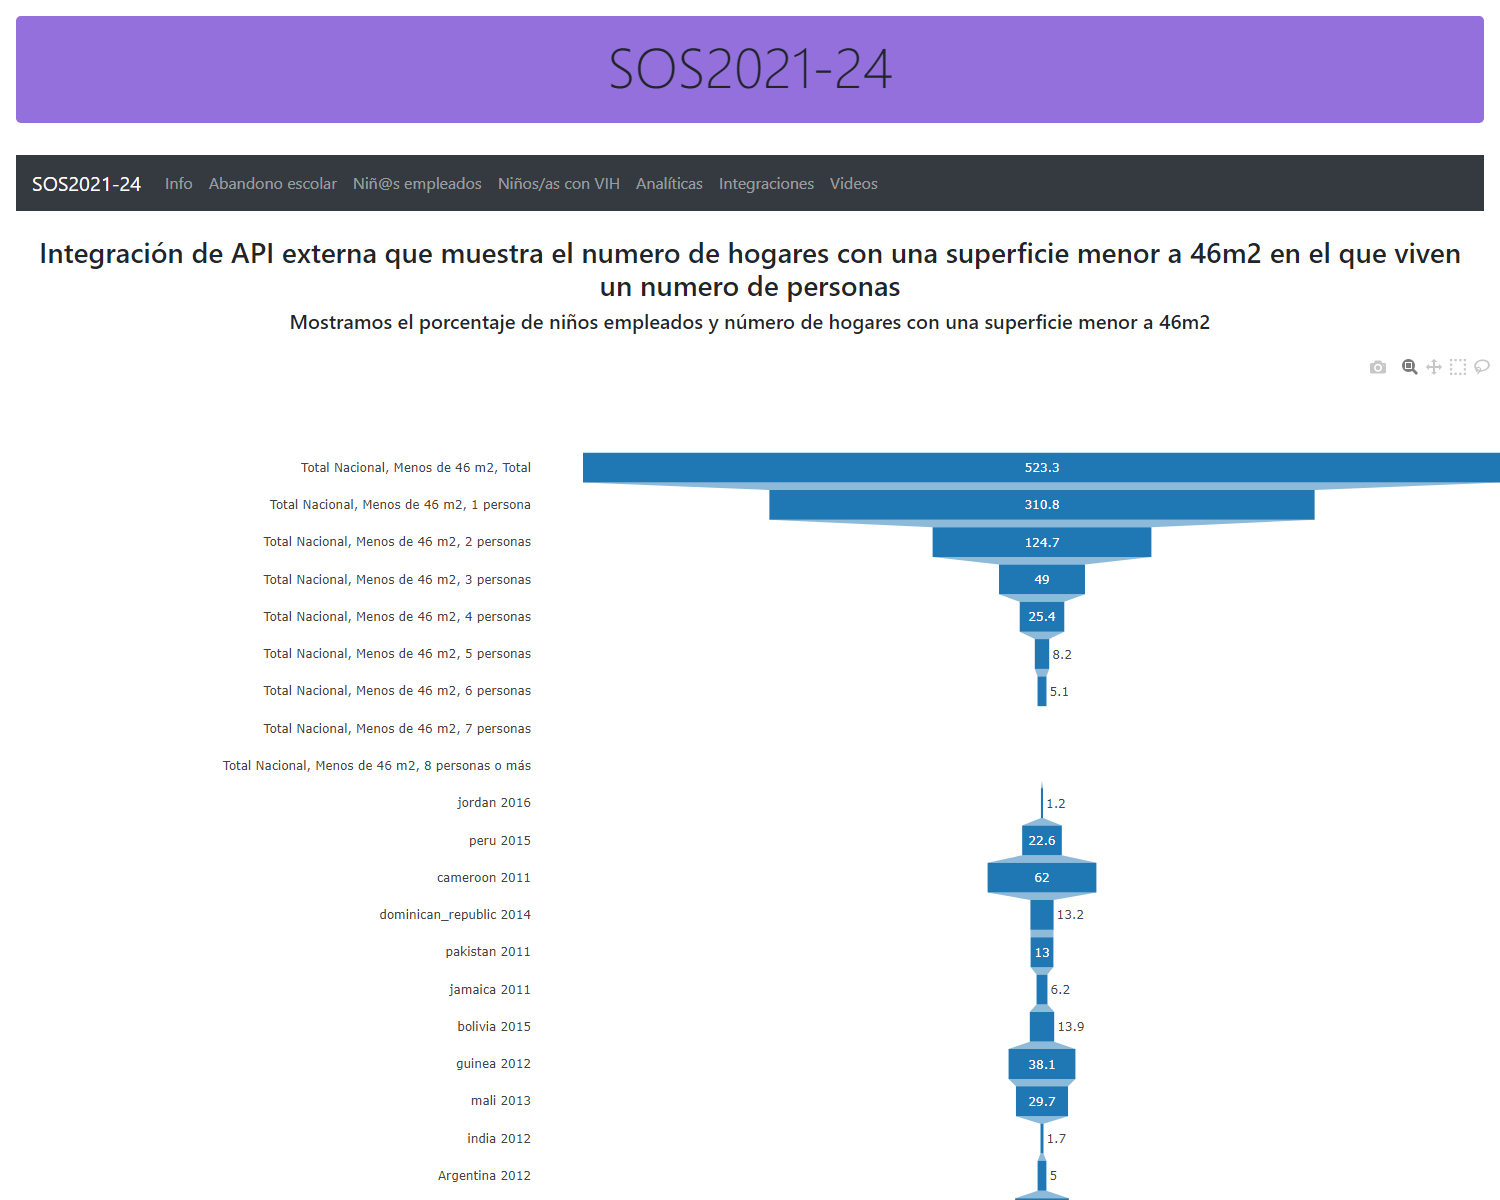 SOS2021-24
SOS2021-24 Info Abandono escolar Niñ@s empleados Niños/as con VIH Analíticas Integraciones Videos
Integración de API externa que muestra el numero de hogares con una superficie menor a 46m2 en el que viven
un numero de personas
Mostramos el porcentaje de niños empleados y número de hogares con una superficie menor a 46m2
Total Nacional, Menos de 46 m2, Total 523.3
Total Nacional, Menos de 46 m2, 1 persona 310.8
Total Nacional, Menos de 46 m2, 2 personas 124.7
Total Nacional, Menos de 46 m2, 3 personas 49
Total Nacional, Menos de 46 m2, 4 personas 25.4
Total Nacional, Menos de 46 m2, 5 personas 8.2
Total Nacional, Menos de 46 m2, 6 personas 5.1
Total Nacional, Menos de 46 m2, 7 personas
Total Nacional, Menos de 46 m2, 8 personas o más
jordan 2016 1.2
peru 2015 22.6
cameroon 2011 62
dominican_republic 2014 13.2
pakistan 2011 13
jamaica 2011 6.2
bolivia 2015 13.9
guinea 2012 38.1
mali 2013 29.7
india 2012 1.7
Argentina 2012 5